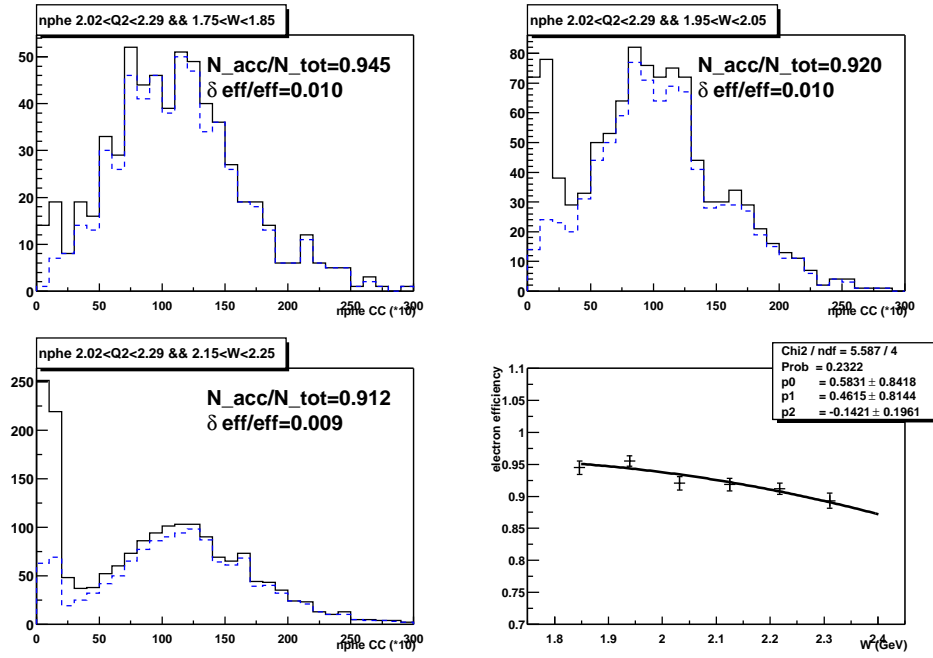 nphe 2.02<Q2<2.29 && 1.75<W<1.85
N_acc/N_tot=0.945
δ eff/eff=0.010
50
40
30
20
10
0
0 50 100 150 200 250 300
nphe CC (*10)
nphe 2.02<Q2<2.29 && 1.95<W<2.05
N_acc/N_tot=0.920
δ eff/eff=0.010
80
70
60
50
40
30
20
10
0
0 50 100 150 200 250 300
nphe CC (*10)
nphe 2.02<Q2<2.29 && 2.15<W<2.25
N_acc/N_tot=0.912
δ eff/eff=0.009
250
200
150
100
50
0
0 50 100 150 200 250 300
nphe CC (*10)
Chi2 / ndf = 5.587 / 4
Prob = 0.2322
p0 = 0.5831 ± 0.8418
p1 = 0.4615 ± 0.8144
p2 = -0.1421 ± 0.1961
electron efficiency
1.1
1.05
1
0.95
0.9
0.85
0.8
0.75
0.7
1.8 1.9 2 2.1 2.2 2.3 2.4
W (GeV)